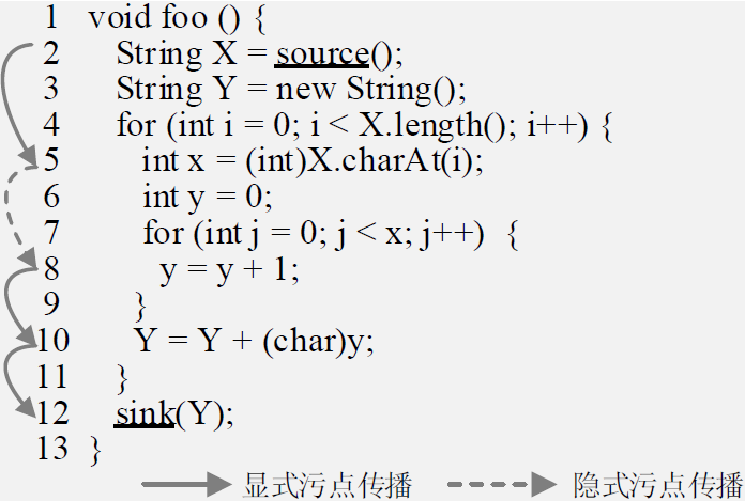 1 void foo () {
2 String X = source();
3 String Y = new String();
4 for (int i = 0; i < X.length(); i++) {
5 int x = (int)X.charAt(i);
6 int y = 0;
7 for (int j = 0; j < x; j++) {
8 y = y + 1;
9 }
10 Y = Y + (char)y;
11 }
12 sink(Y);
13 }
显式污点传播 隐式污点传播